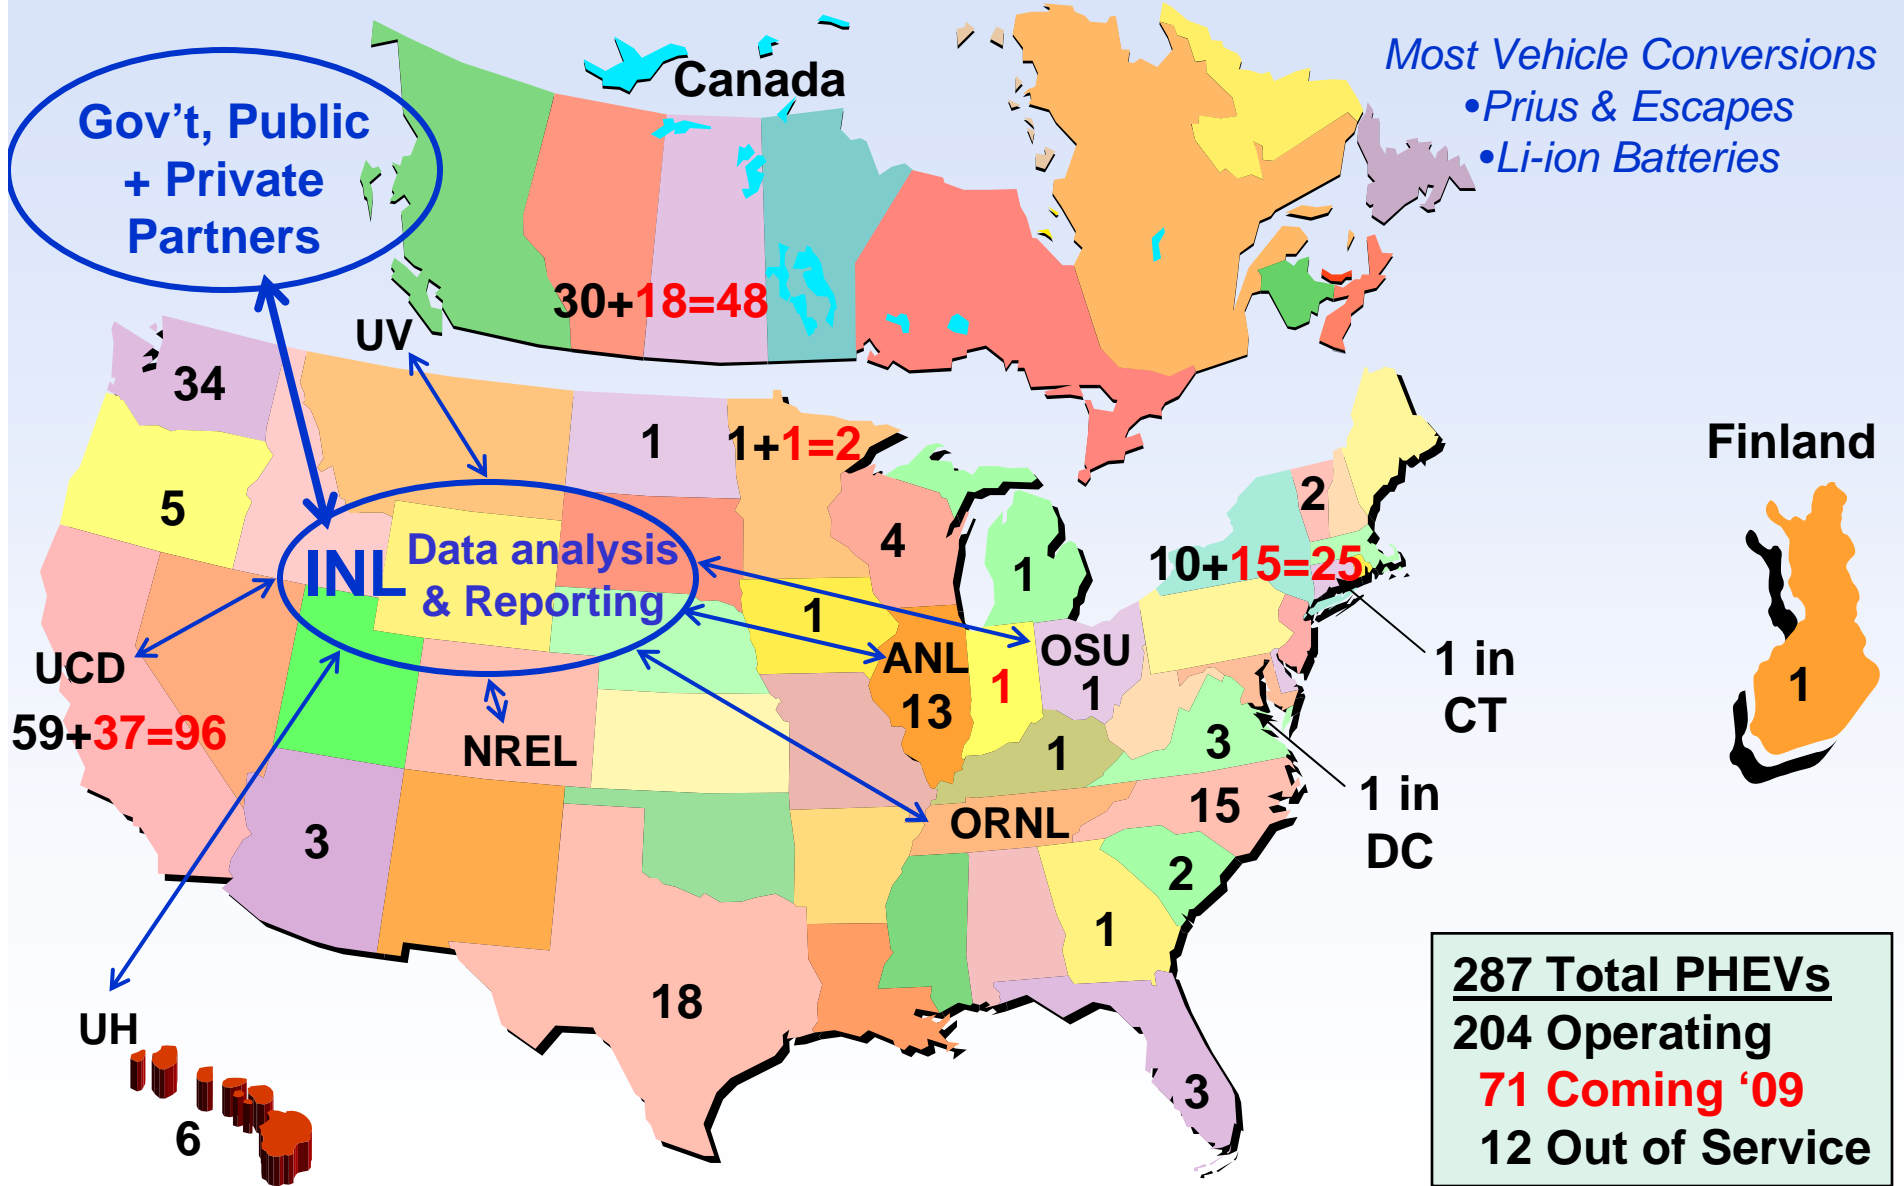 Canada
Most Vehicle Conversions
•Prius & Escapes
•Li-ion Batteries
Gov’t, Public
+ Private
Partners
30+18=48
UV
34
1
1+1=2
Finland
5
2
4
INL
Data analysis
& Reporting
1
10+15=25
1
UCD
59+37=96
ANL
13
1
OSU
1
1 in
CT
1
NREL
1
3
1 in
DC
3
ORNL
15
2
1
18
UH
6
3
287 Total PHEVs
204 Operating
71 Coming ‘09
12 Out of Service